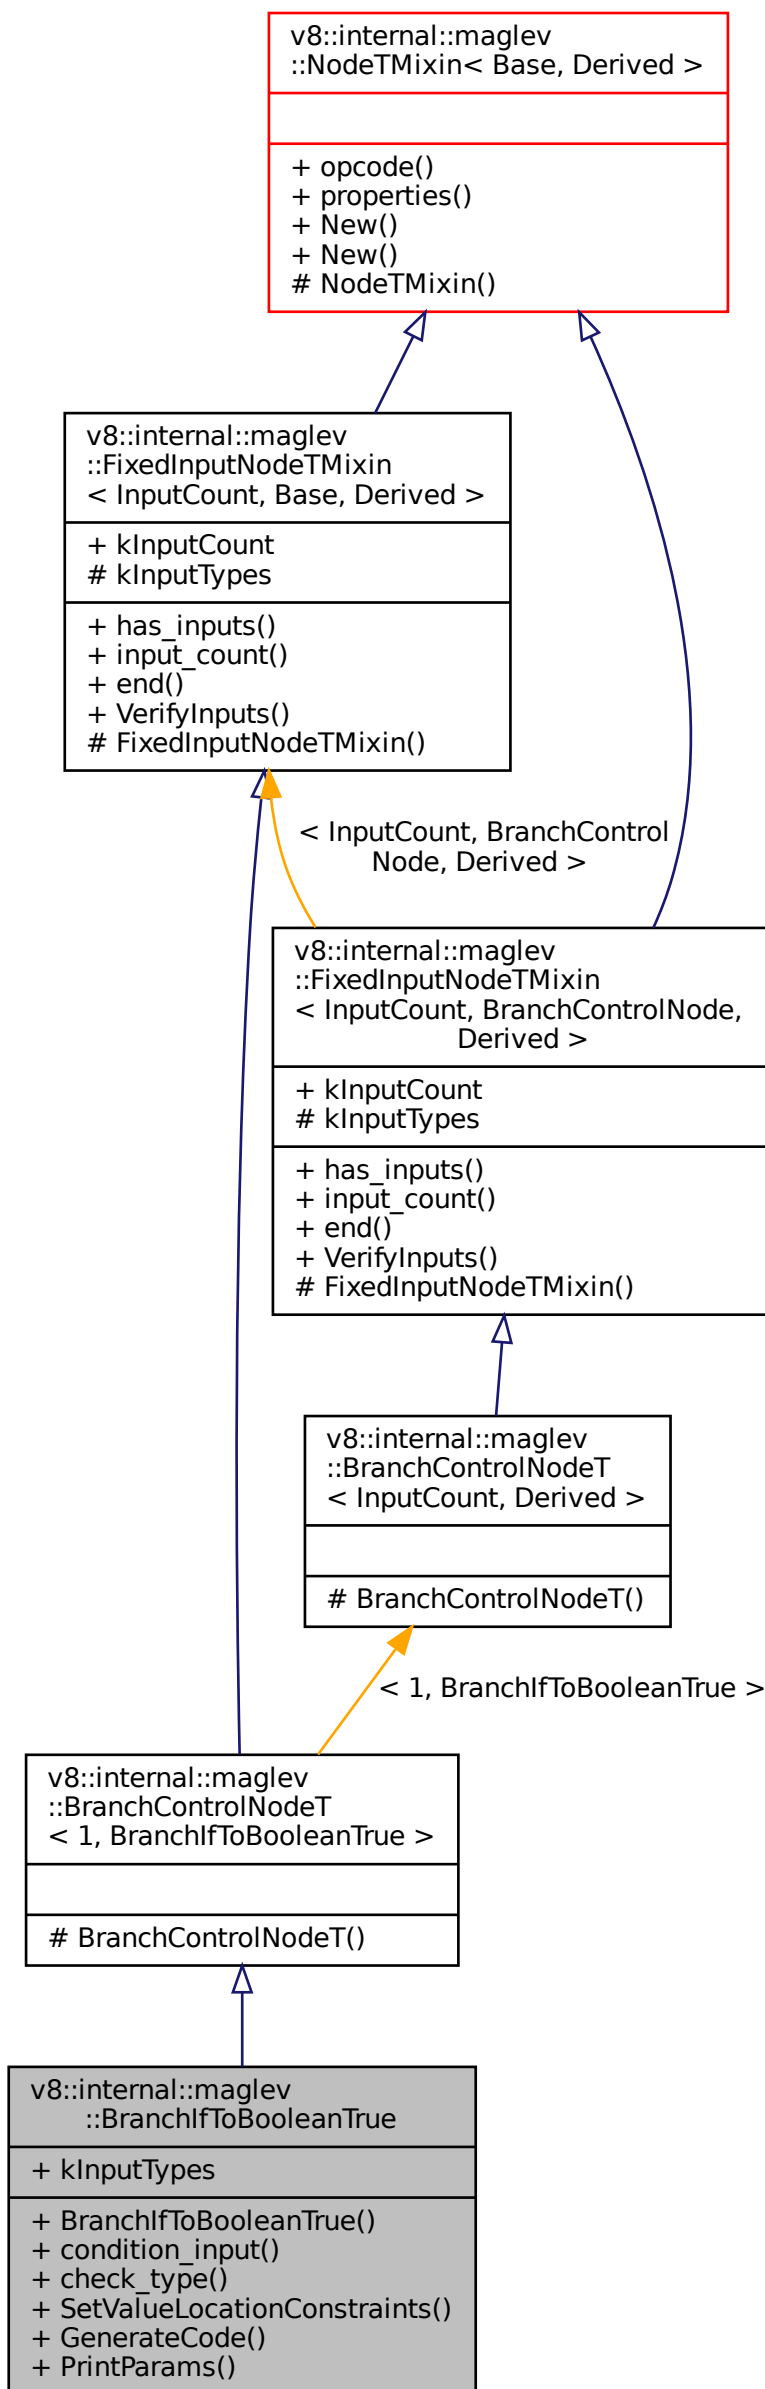 v8::internal::maglev
::NodeTMixin< Base, Derived >
+ opcode()
+ properties()
+ New()
+ New()
# NodeTMixin()
v8::internal::maglev
::FixedInputNodeTMixin
< InputCount, Base, Derived >
+ kInputCount
# kInputTypes
+ has_inputs()
+ input_count()
+ end()
+ VerifyInputs()
# FixedInputNodeTMixin()
< InputCount, BranchControl
Node, Derived >
v8::internal::maglev
::FixedInputNodeTMixin
< InputCount, BranchControlNode,
Derived >
+ kInputCount
# kInputTypes
+ has_inputs()
+ input_count()
+ end()
+ VerifyInputs()
# FixedInputNodeTMixin()
v8::internal::maglev
::BranchControlNodeT
< InputCount, Derived >
# BranchControlNodeT()
< 1, BranchIfToBooleanTrue >
v8::internal::maglev
::BranchControlNodeT
< 1, BranchIfToBooleanTrue >
# BranchControlNodeT()
v8::internal::maglev
::BranchIfToBooleanTrue
+ kInputTypes
+ BranchIfToBooleanTrue()
+ condition_input()
+ check_type()
+ SetValueLocationConstraints()
+ GenerateCode()
+ PrintParams()